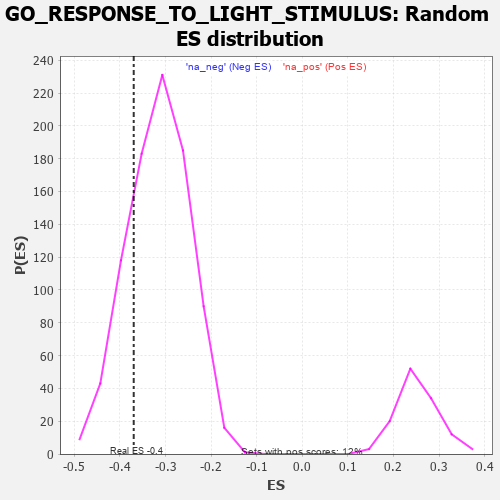 GO_RESPONSE_TO_LIGHT_STIMULUS: Random
ES distribution
'na_neg' (Neg ES) 'na_pos' (Pos ES)
240
220
200
180
160
140
120
100
80
60
40
20
0
P(ES)
Real ES -0.4
Sets with pos scores: 12%
-0.5 -0.4 -0.3 -0.2 -0.1 0.0 0.1 0.2 0.3 0.4
ES